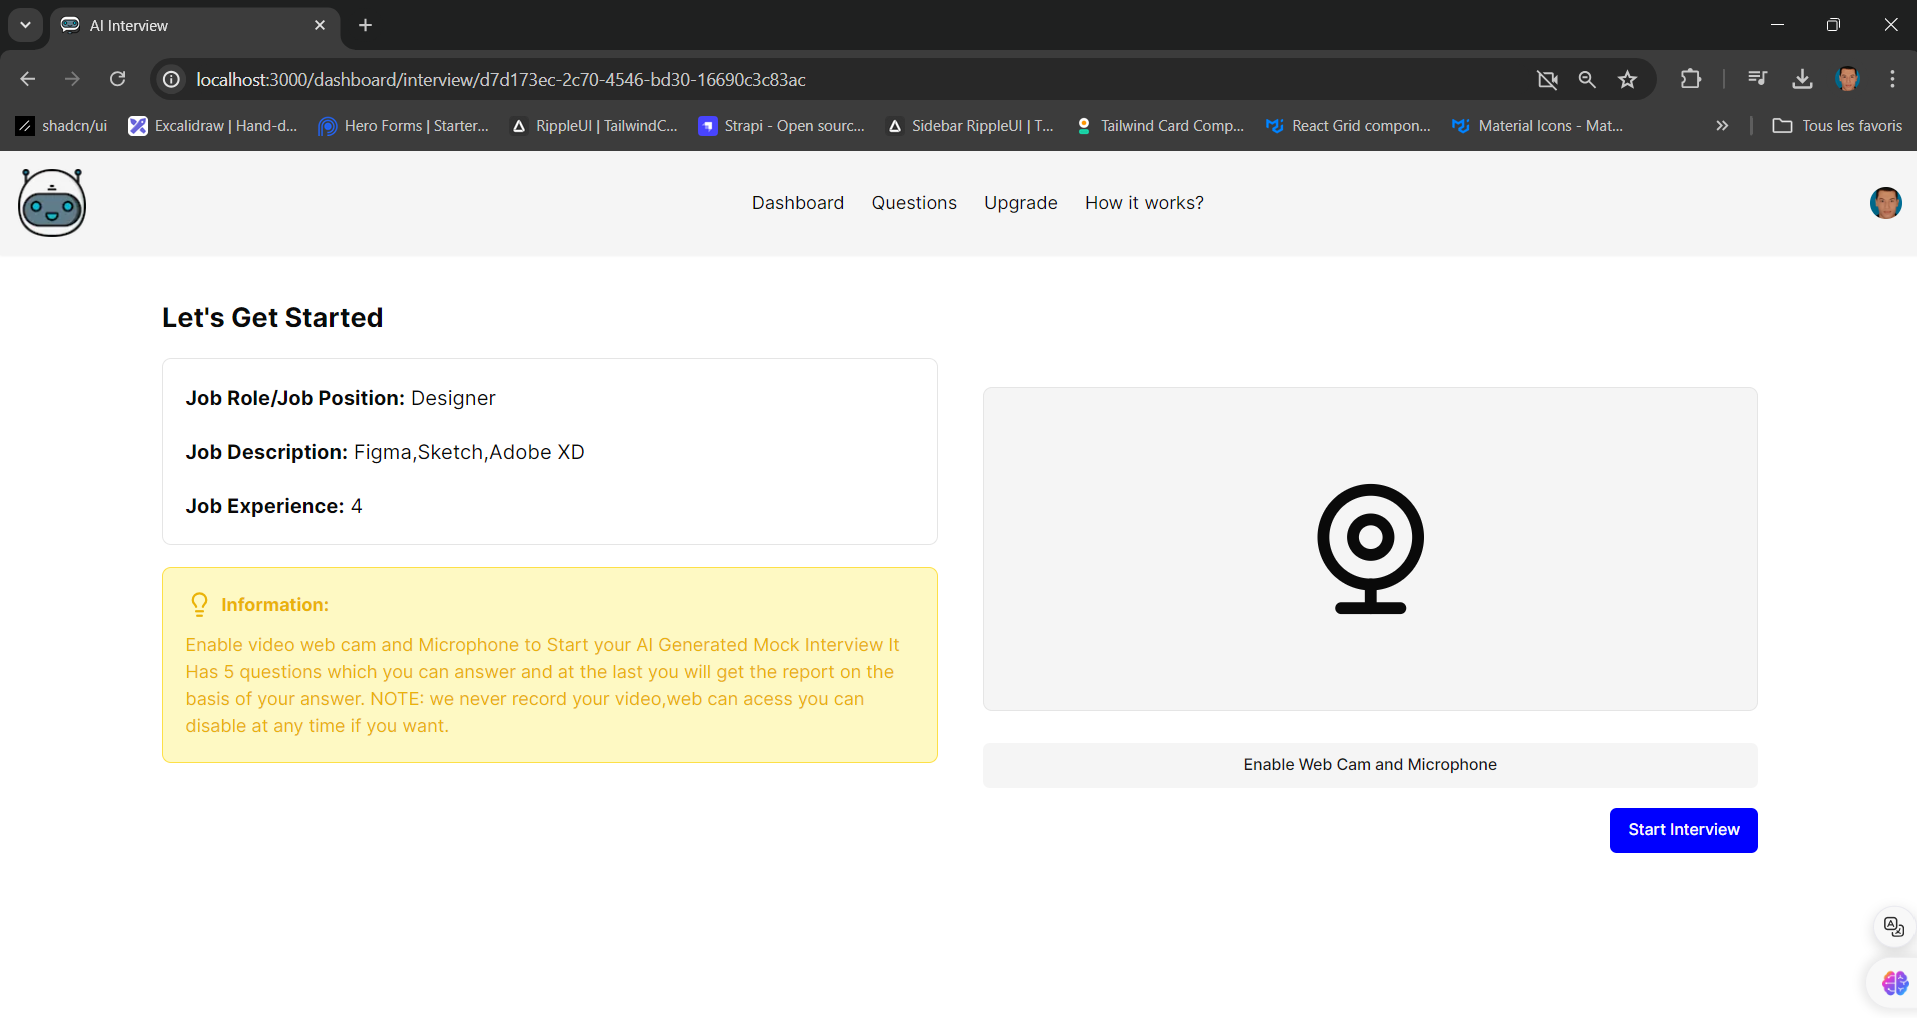 AI Interview
localhost:3000/dashboard/interview/d7d173ec-2c70-4546-bd30-16690c3c83ac
shadcn/ui
Excalidraw | Hand-d...
Hero Forms | Starter...
RippleUI | TailwindC...
Strapi - Open sourc...
Sidebar RippleUI | T...
Tailwind Card Comp...
React Grid compon...
Material Icons - Mat...
Tous les favoris
Dashboard
Questions
Upgrade
How it works?
Let's Get Started
Job Role/Job Position: Designer
Job Description: Figma,Sketch,Adobe XD
Job Experience: 4
Information:
Enable video web cam and Microphone to Start your AI Generated Mock Interview It
Has 5 questions which you can answer and at the last you will get the report on the
basis of your answer. NOTE: we never record your video,web can acess you can
disable at any time if you want.
Enable Web Cam and Microphone
Start Interview